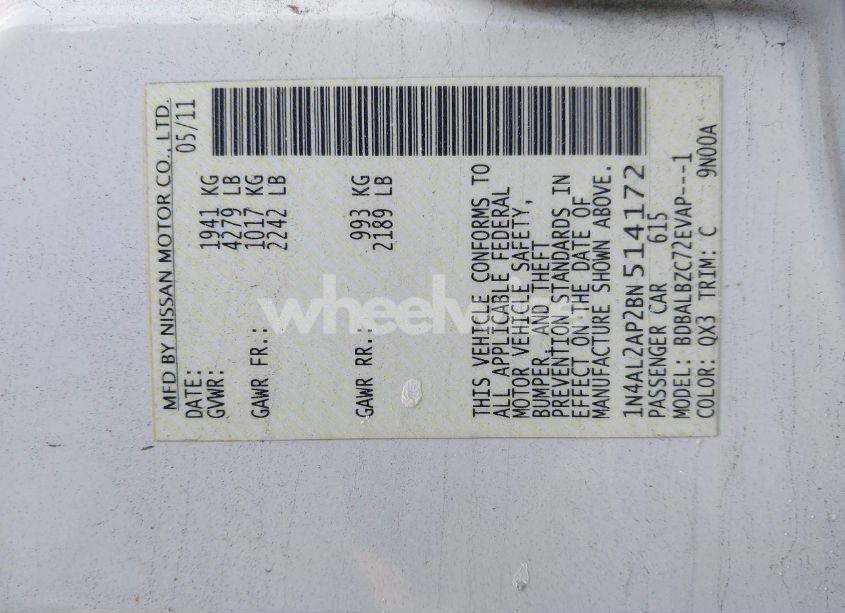 MFD BY NISSAN MOTOR CO., LTD.
DATE: 05/11
GVWR: 1941 KG
4279 LB
GAWR FR.: 1017 KG
2242 LB
GAWR RR.: 993 KG
2189 LB
THIS VEHICLE CONFORMS TO
ALL APPLICABLE FEDERAL
MOTOR VEHICLE SAFETY,
BUMPER, AND THEFT
PREVENTION STANDARDS IN
EFFECT ON THE DATE OF
MANUFACTURE SHOWN ABOVE.
1N4AL2AP2BN514172
PASSENGER CAR 615
MODEL: BDBALBZC72EVAP---1
COLOR: QX3 TRIM: C 9N00A